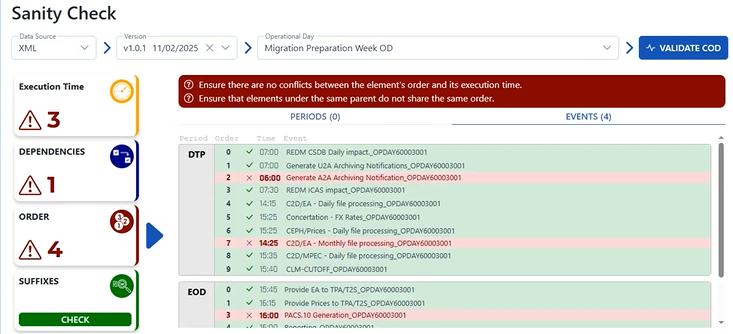 Sanity Check
Data Source
XML
Version
v1.0.1 11/02/2025
Operational Day
Migration Preparation Week OD
VALIDATE COD
Execution Time
3
DEPENDENCIES
1
ORDER
4
SUFFIXES
CHECK
Ensure there are no conflicts between the element's order and its execution time.
Ensure that elements under the same parent do not share the same order.
PERIODS (0)
EVENTS (4)
Period Order Time Event
DTP
0 07:00 REDM CSDB Daily impact._OPDAY60003001
1 07:00 Generate U2A Archiving Notifications_OPDAY60003001
2 06:00 Generate A2A Archiving Notification_OPDAY60003001
3 07:30 REDM ICAS impact_OPDAY60003001
4 14:15 C2D/EA - Daily file processing_OPDAY60003001
5 15:25 Concertation - FX Rates_OPDAY60003001
6 15:25 CEPH/Prices - Daily file processing_OPDAY60003001
7 14:25 C2D/EA - Monthly file processing_OPDAY60003001
8 15:35 C2D/MPEC - Daily file processing_OPDAY60003001
9 15:40 CLM-CUTOFF_OPDAY60003001
EOD
0 15:45 Provide EA to TPA/T2S_OPDAY60003001
1 16:15 Provide Prices to TPA/T2S_OPDAY60003001
3 16:00 PACS.10 Generation_OPDAY60003001
4 16:00 Reporting_OPDAY60003001